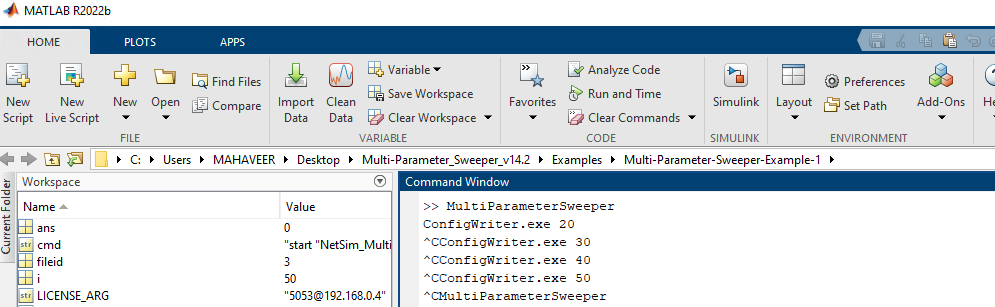 MATLAB R2022b
HOME PLOTS APPS
New Script
New Live Script
New
Open
Find Files
Compare
FILE
Import Data
Clean Data
Variable
Save Workspace
Clear Workspace
VARIABLE
Favorites
Analyze Code
Run and Time
Clear Commands
CODE
Simulink
SIMULINK
Layout
Preferences
Set Path
Add-Ons
ENVIRONMENT
C: Users MAHAVEER Desktop Multi-Parameter_Sweeper_v14.2 Examples Multi-Parameter-Sweeper-Example-1
Current Folder
Workspace
Name Value
ans 0
str cmd "start "NetSim_Multi
fileid 3
i 50
str LICENSE_ARG "5053@192.168.0.4"
Command Window
>> MultiParameterSweeper
ConfigWriter.exe 20
^CConfigWriter.exe 30
^CConfigWriter.exe 40
^CConfigWriter.exe 50
^CMultiParameterSweeper